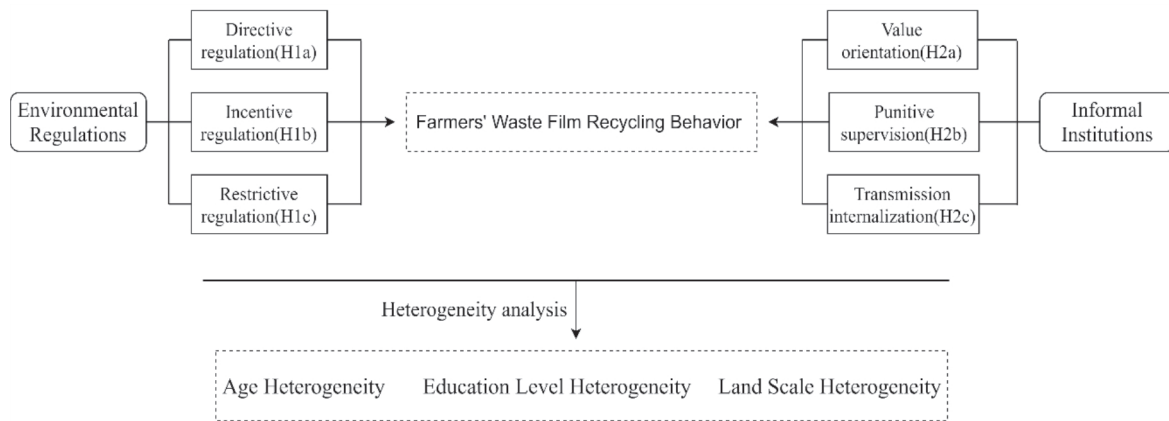 Environmental
Regulations
Directive
regulation(H1a)
Incentive
regulation(H1b)
Restrictive
regulation(H1c)
Farmers' Waste Film Recycling Behavior
Value
orientation(H2a)
Punitive
supervision(H2b)
Transmission
internalization(H2c)
Informal
Institutions
Heterogeneity analysis
Age Heterogeneity Education Level Heterogeneity Land Scale Heterogeneity